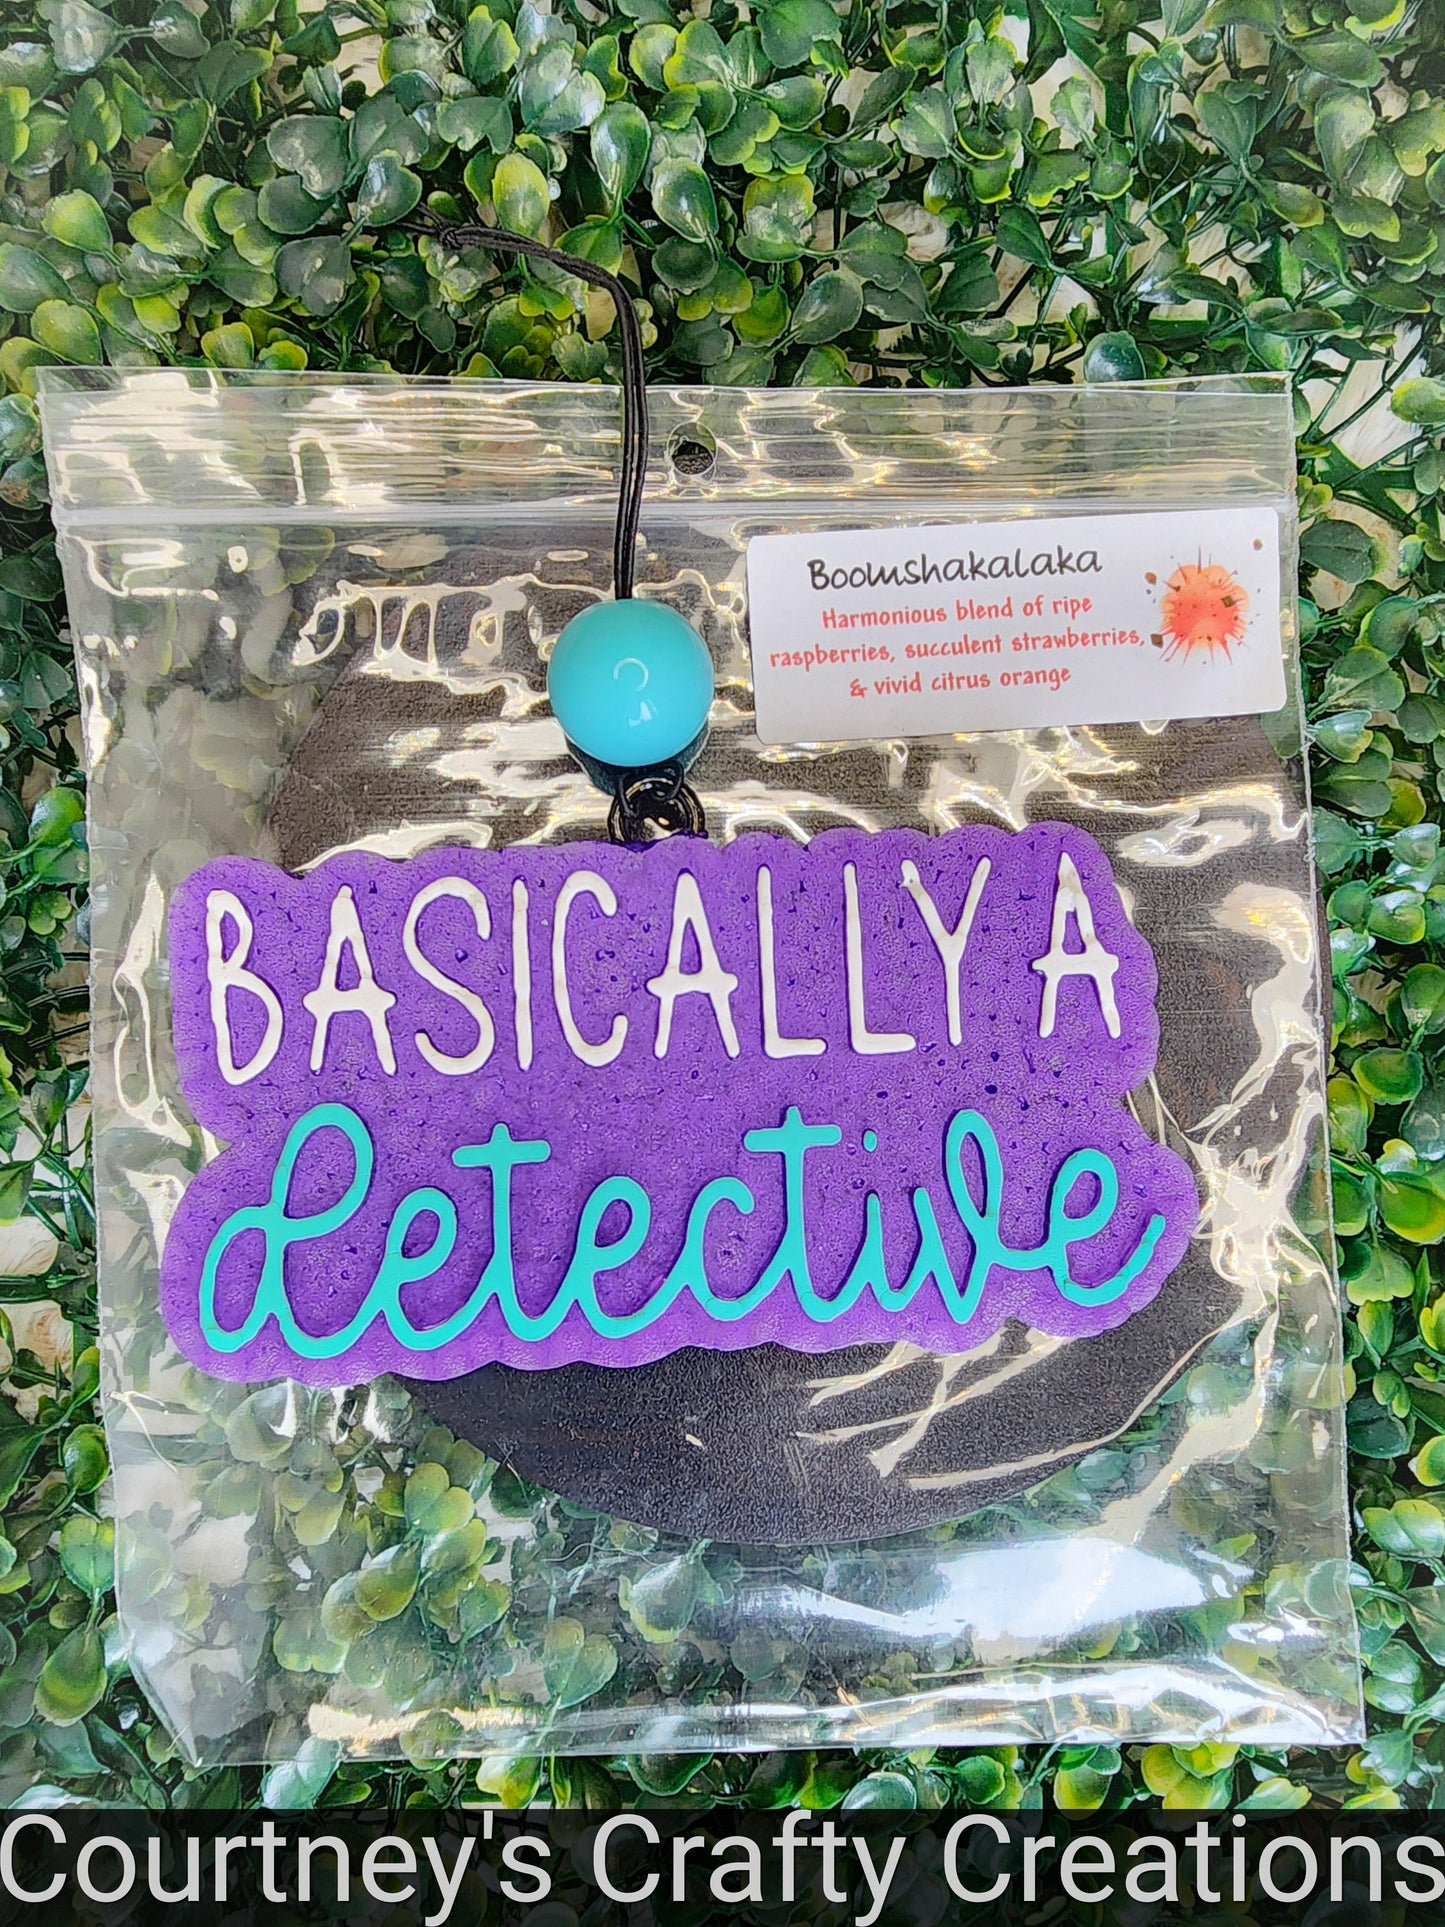 Boomshakalaka
Harmonious blend of ripe
raspberries, succulent strawberries,
& vivid citrus orange
BASICALLY A
detective
Courtney's Crafty Creations